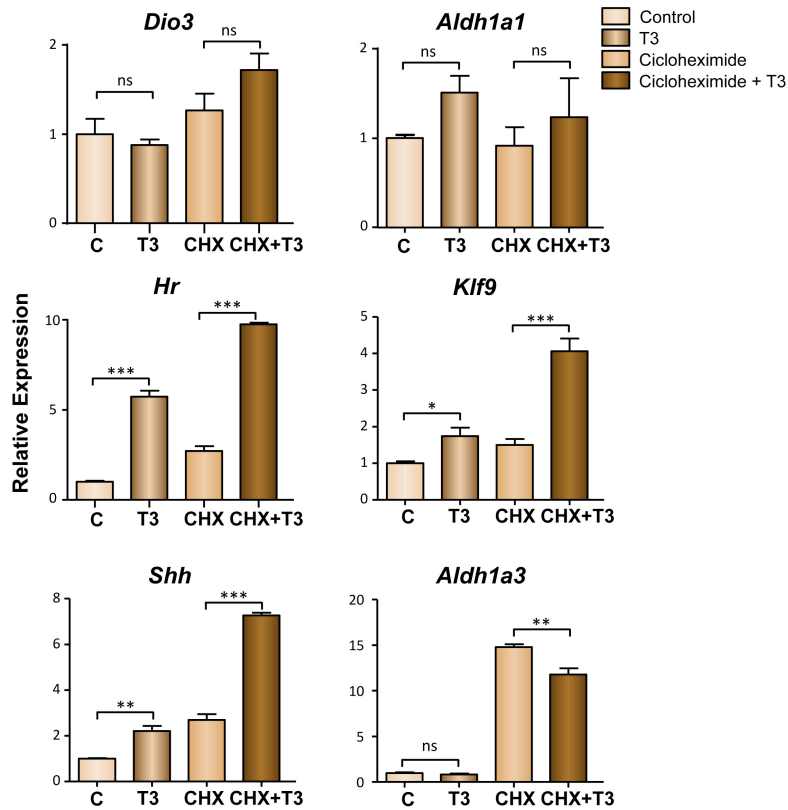 Control
T3
Cicloheximide
Cicloheximide + T3
Dio3
2
1
0
ns
ns
C T3 CHX CHX+T3
Aldh1a1
2
1
0
ns
ns
C T3 CHX CHX+T3
Relative Expression
Hr
10
5
0
***
***
C T3 CHX CHX+T3
Klf9
5
4
3
2
1
0
*
***
C T3 CHX CHX+T3
Shh
8
6
4
2
0
**
***
C T3 CHX CHX+T3
Aldh1a3
20
15
10
5
0
ns
**
C T3 CHX CHX+T3